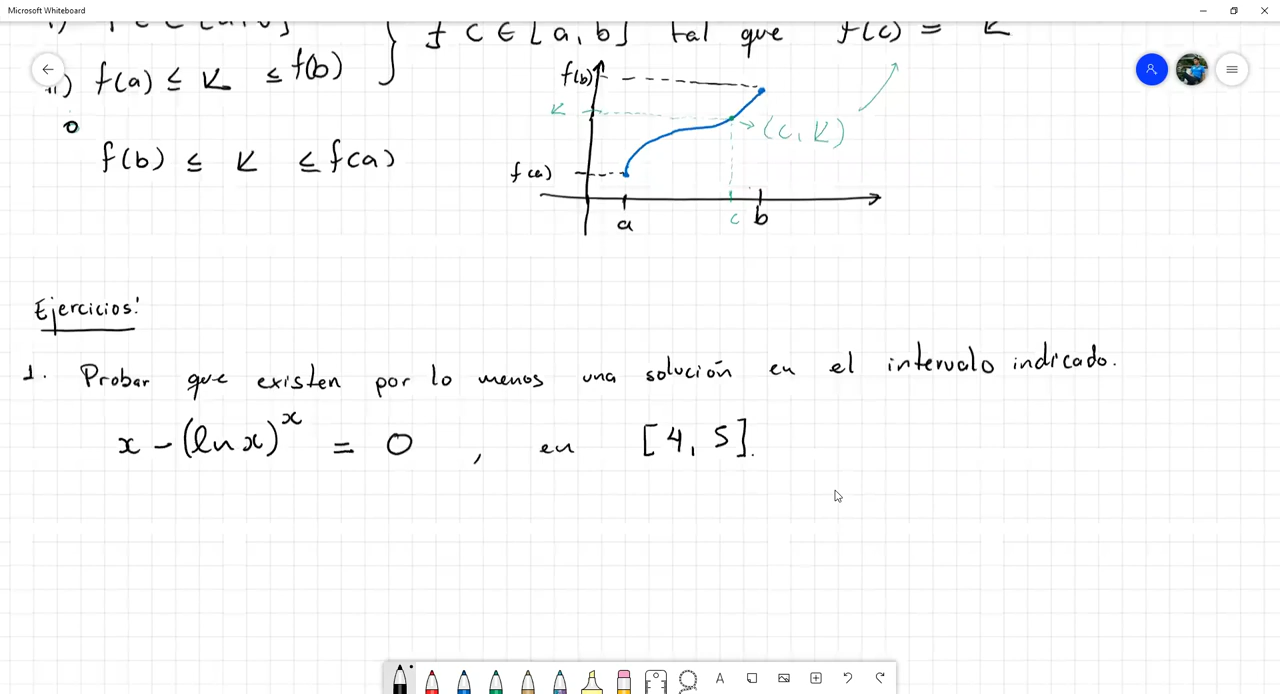 Microsoft Whiteboard
∃ c ∈ [a, b] tal que f(c) = K
ii) f(a) ≤ K ≤ f(b)
o
f(b) ≤ K ≤ f(a)
f(b)
K
(c, K)
f(a)
a c b
Ejercicios:
1. Probar que existen por lo menos una solución en el intervalo indicado.
x - (ln x)^x = 0 , en [4, 5].
A